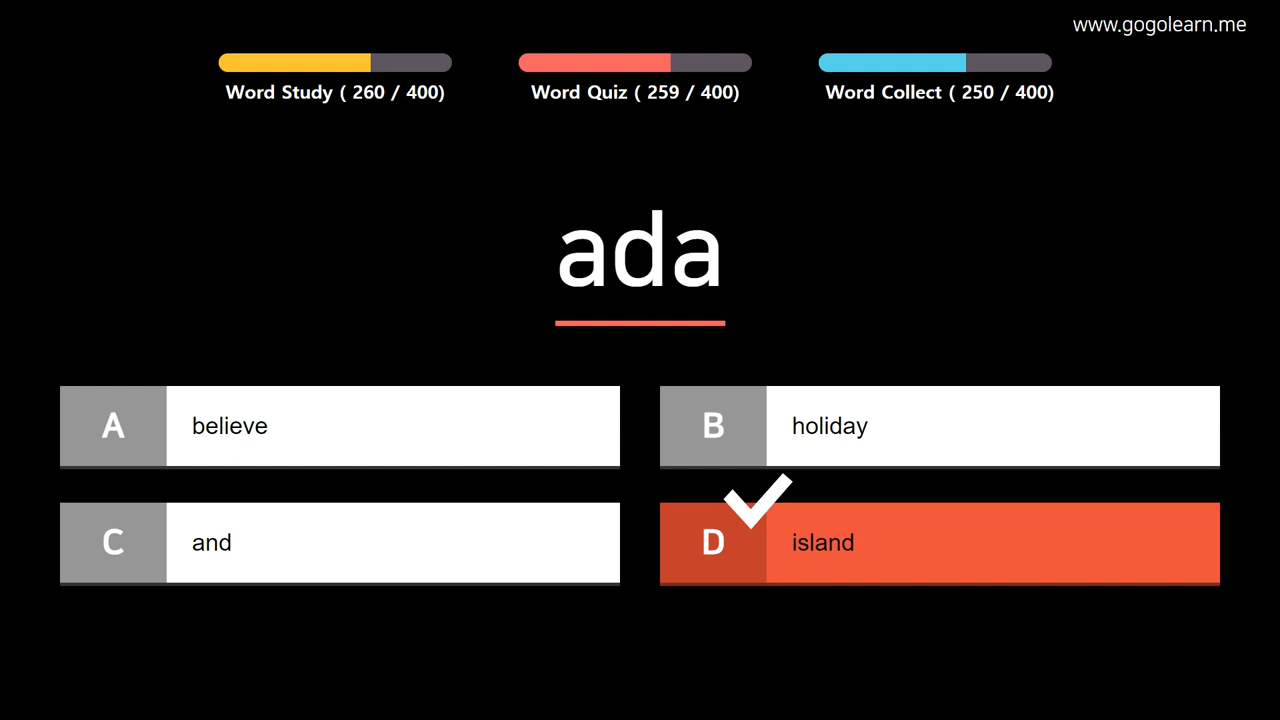 www.gogolearn.me
Word Study ( 260 / 400)
Word Quiz ( 259 / 400)
Word Collect ( 250 / 400)
ada
A believe
B holiday
C and
D island